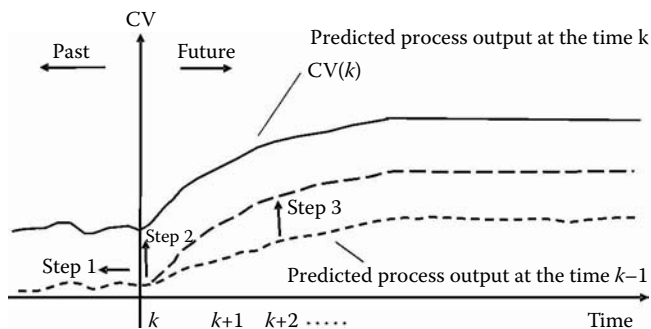 CV
Predicted process output at the time k
Past
Future
CV(k)
Step 2
Step 3
Step 1
Predicted process output at the time k–1
k
k+1
k+2 .....
Time